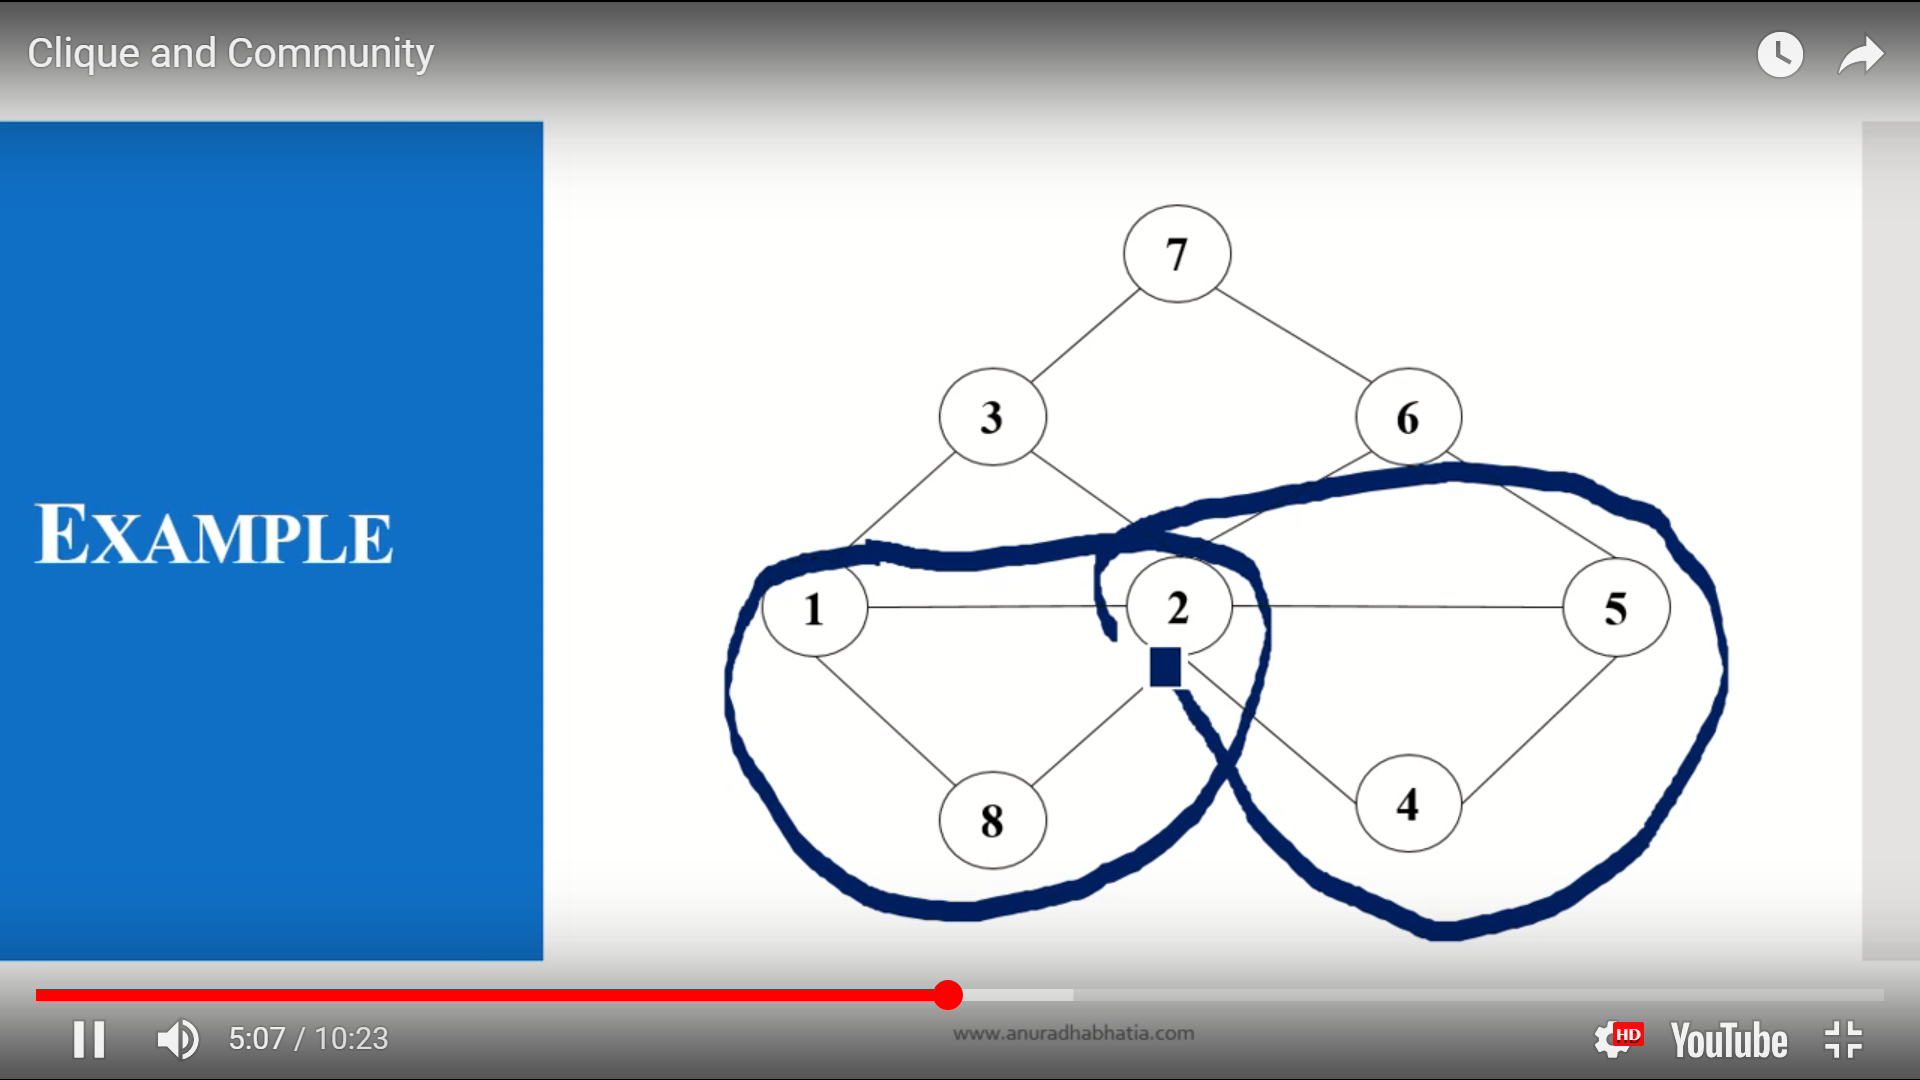 Clique and Community
7
3 6
EXAMPLE
1 2 5
8 4
5:07 / 10:23
www.anuradhabhatia.com
HD
YouTube